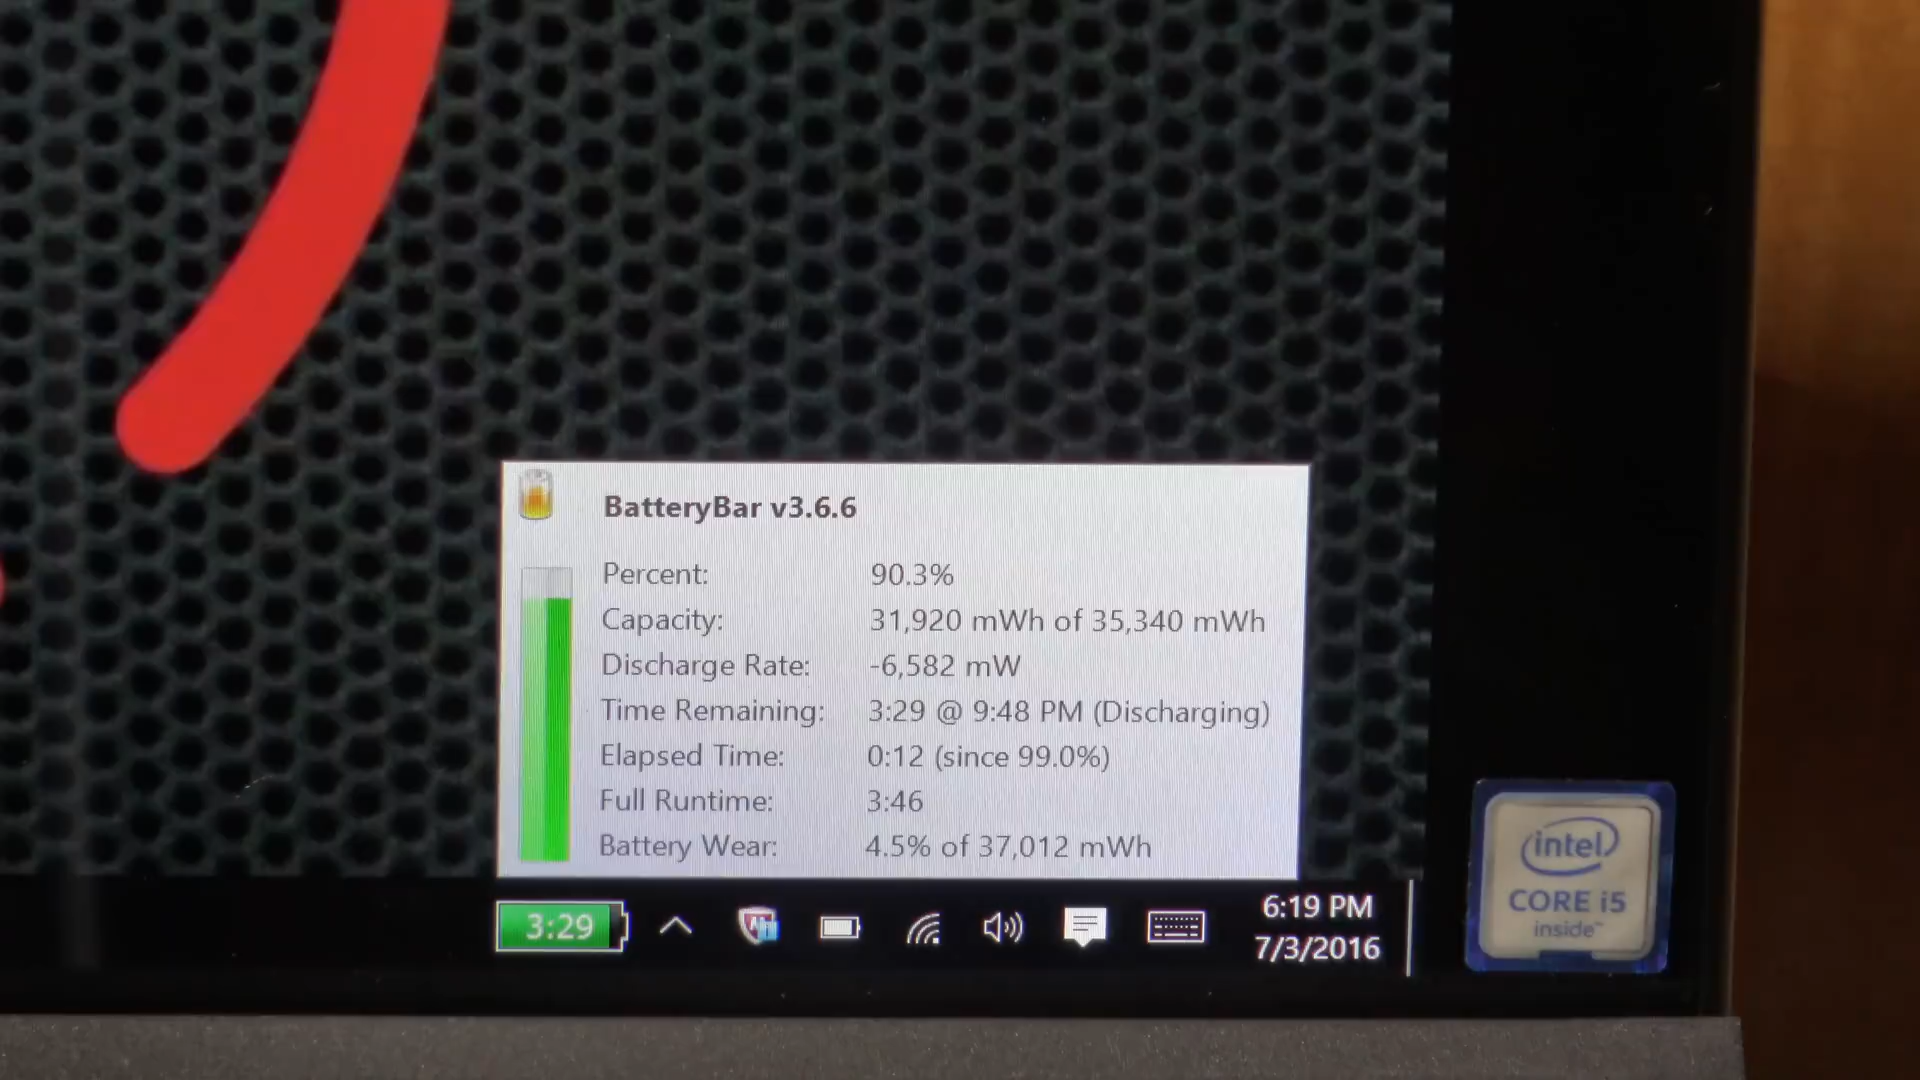 BatteryBar v3.6.6
Percent: 90.3%
Capacity: 31,920 mWh of 35,340 mWh
Discharge Rate: -6,582 mW
Time Remaining: 3:29 @ 9:48 PM (Discharging)
Elapsed Time: 0:12 (since 99.0%)
Full Runtime: 3:46
Battery Wear: 4.5% of 37,012 mWh
3:29
6:19 PM
7/3/2016
intel
CORE i5
inside™